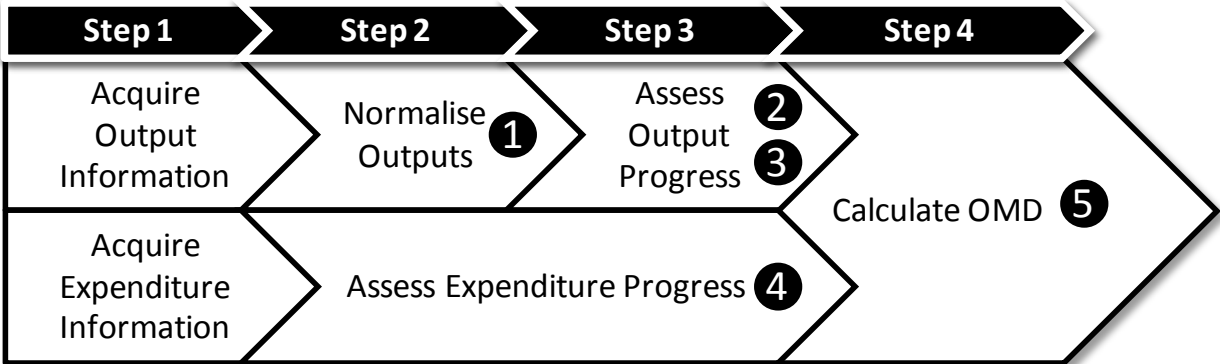 Step 1
Step 2
Step 3
Step 4
Acquire
Output
Information
Normalise
Outputs
1
Assess
Output
Progress
2
3
Calculate OMD
5
Acquire
Expenditure
Information
Assess Expenditure Progress
4